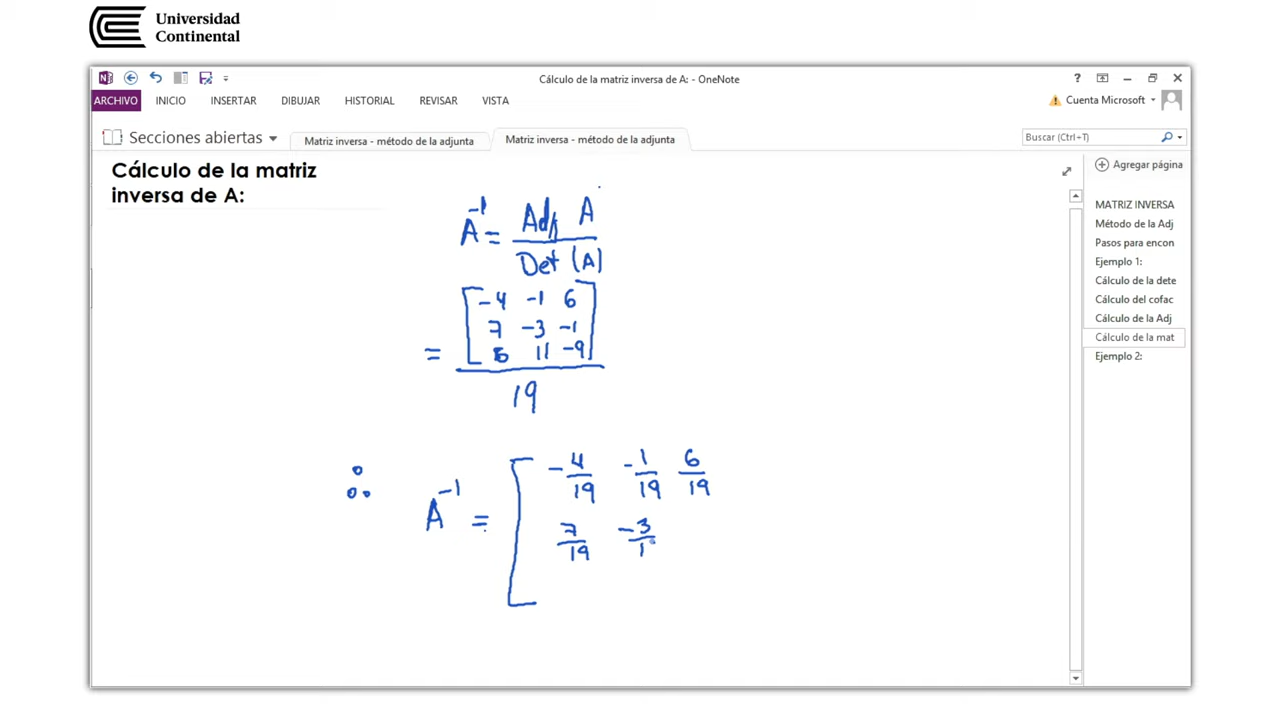 Universidad
Continental
Cálculo de la matriz inversa de A: - OneNote
?
ARCHIVO INICIO INSERTAR DIBUJAR HISTORIAL REVISAR VISTA
Cuenta Microsoft
Secciones abiertas
Matriz inversa - método de la adjunta
Matriz inversa - método de la adjunta
Buscar (Ctrl+T)
Agregar página
Cálculo de la matriz
inversa de A:
MATRIZ INVERSA
Método de la Adj
Pasos para encon
Ejemplo 1:
Cálculo de la dete
Cálculo del cofac
Cálculo de la Adj
Cálculo de la mat
Ejemplo 2:
A⁻¹ = Adj A
Det (A)
-4 -1 6
7 -3 -1
= 11 -9
19
∴ A⁻¹ = -4/19 -1/19 6/19
7/19 -3/1